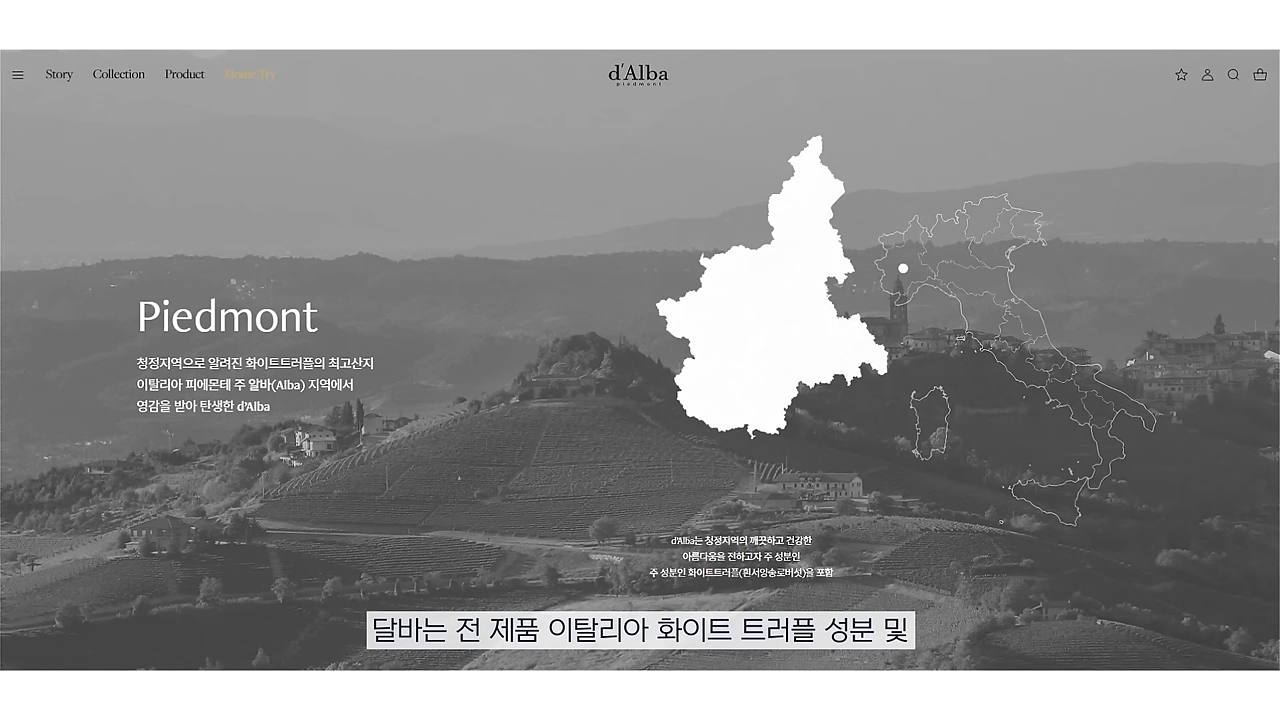 Story Collection Product Home Try
d'Alba
piedmont
Piedmont
청정지역으로 알려진 화이트트러플의 최고산지
이탈리아 피에몬테 주 알바(Alba) 지역에서
영감을 받아 탄생한 d'Alba
d'Alba는 청정지역의 깨끗하고 건강한
아름다움을 전하고자 주 성분인
주 성분인 화이트트러플(흰서양송로버섯)을 포함
달바는 전 제품 이탈리아 화이트 트러플 성분 및